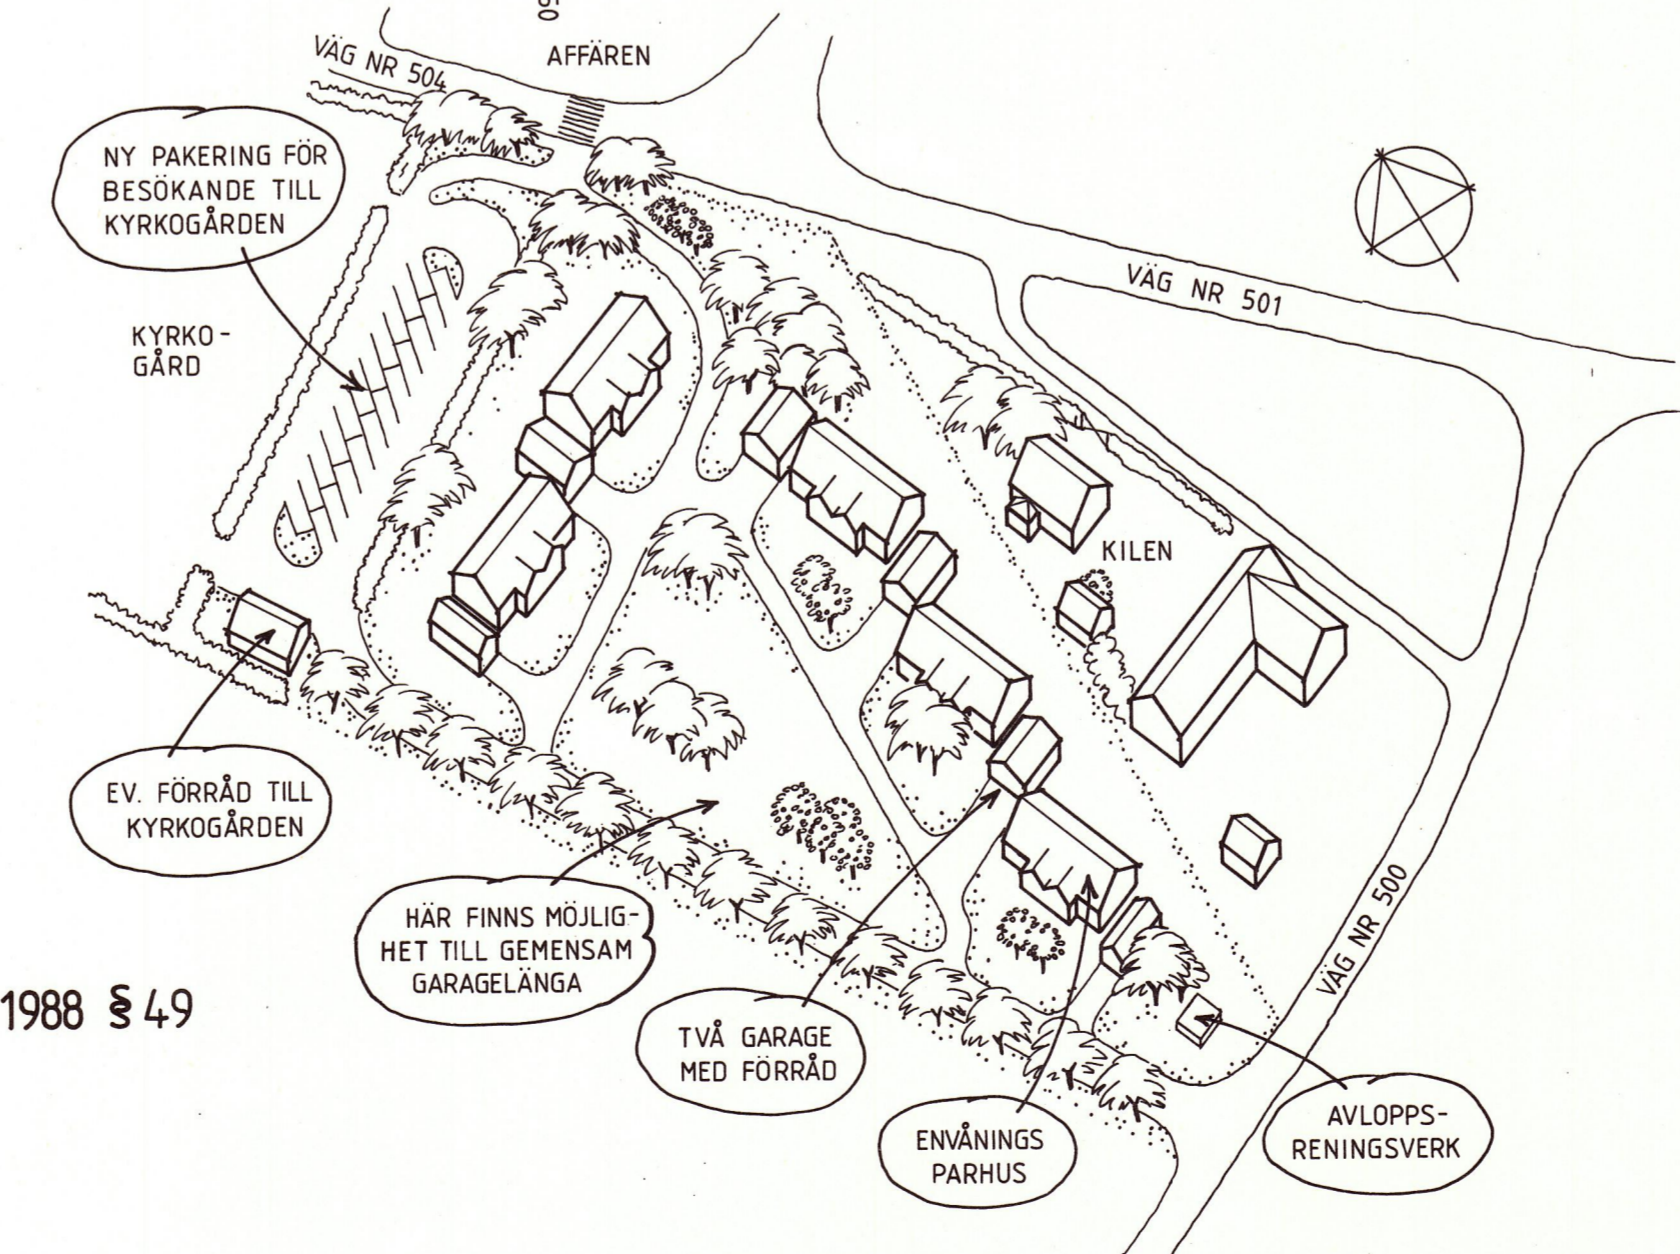 50
AFFÄREN
VÄG NR 504
NY PAKERING FÖR
BESÖKANDE TILL
KYRKOGÅRDEN
KYRKO-
GÅRD
VÄG NR 501
KILEN
EV. FÖRRÅD TILL
KYRKOGÅRDEN
HÄR FINNS MÖJLIG-
HET TILL GEMENSAM
GARAGELÄNGA
1988 § 49
TVÅ GARAGE
MED FÖRRÅD
ENVÅNINGS
PARHUS
AVLOPPS-
RENINGSVERK
VÄG NR 500